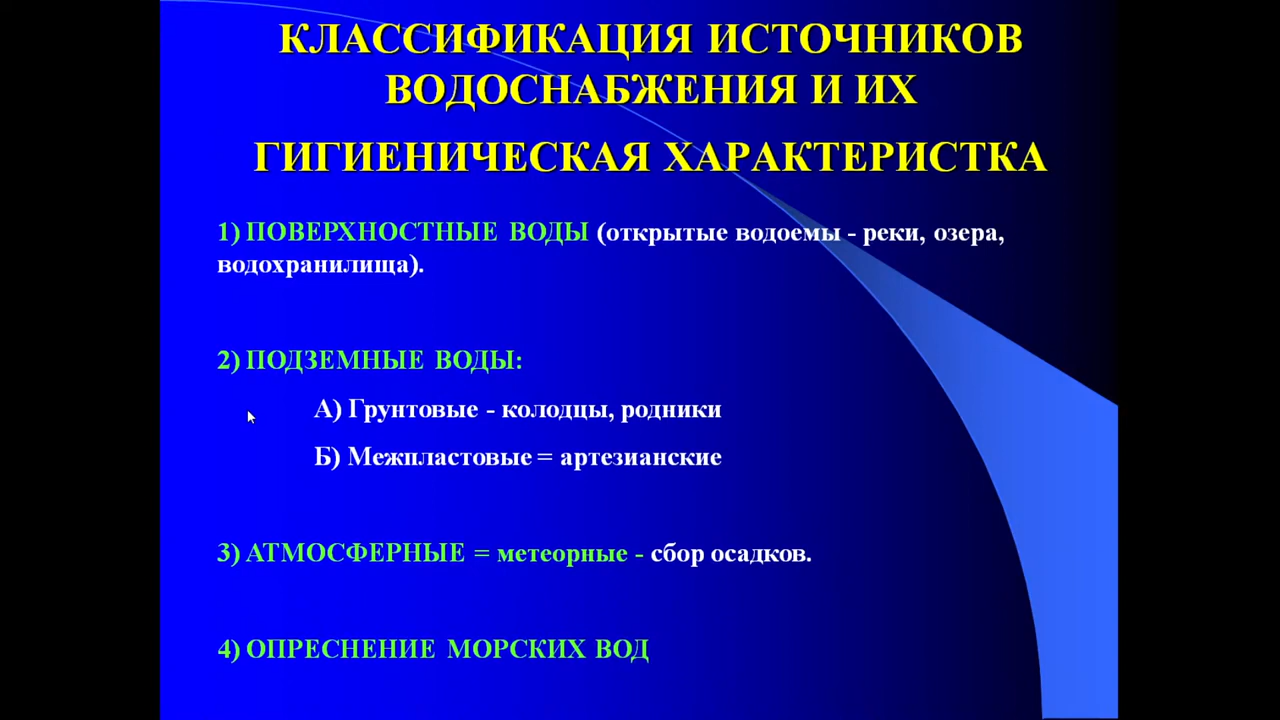 КЛАССИФИКАЦИЯ ИСТОЧНИКОВ
ВОДОСНАБЖЕНИЯ И ИХ
ГИГИЕНИЧЕСКАЯ ХАРАКТЕРИСТКА
1) ПОВЕРХНОСТНЫЕ ВОДЫ (открытые водоемы - реки, озера,
водохранилища).
2) ПОДЗЕМНЫЕ ВОДЫ:
А) Грунтовые - колодцы, родники
Б) Межпластовые = артезианские
3) АТМОСФЕРНЫЕ = метеорные - сбор осадков.
4) ОПРЕСНЕНИЕ МОРСКИХ ВОД